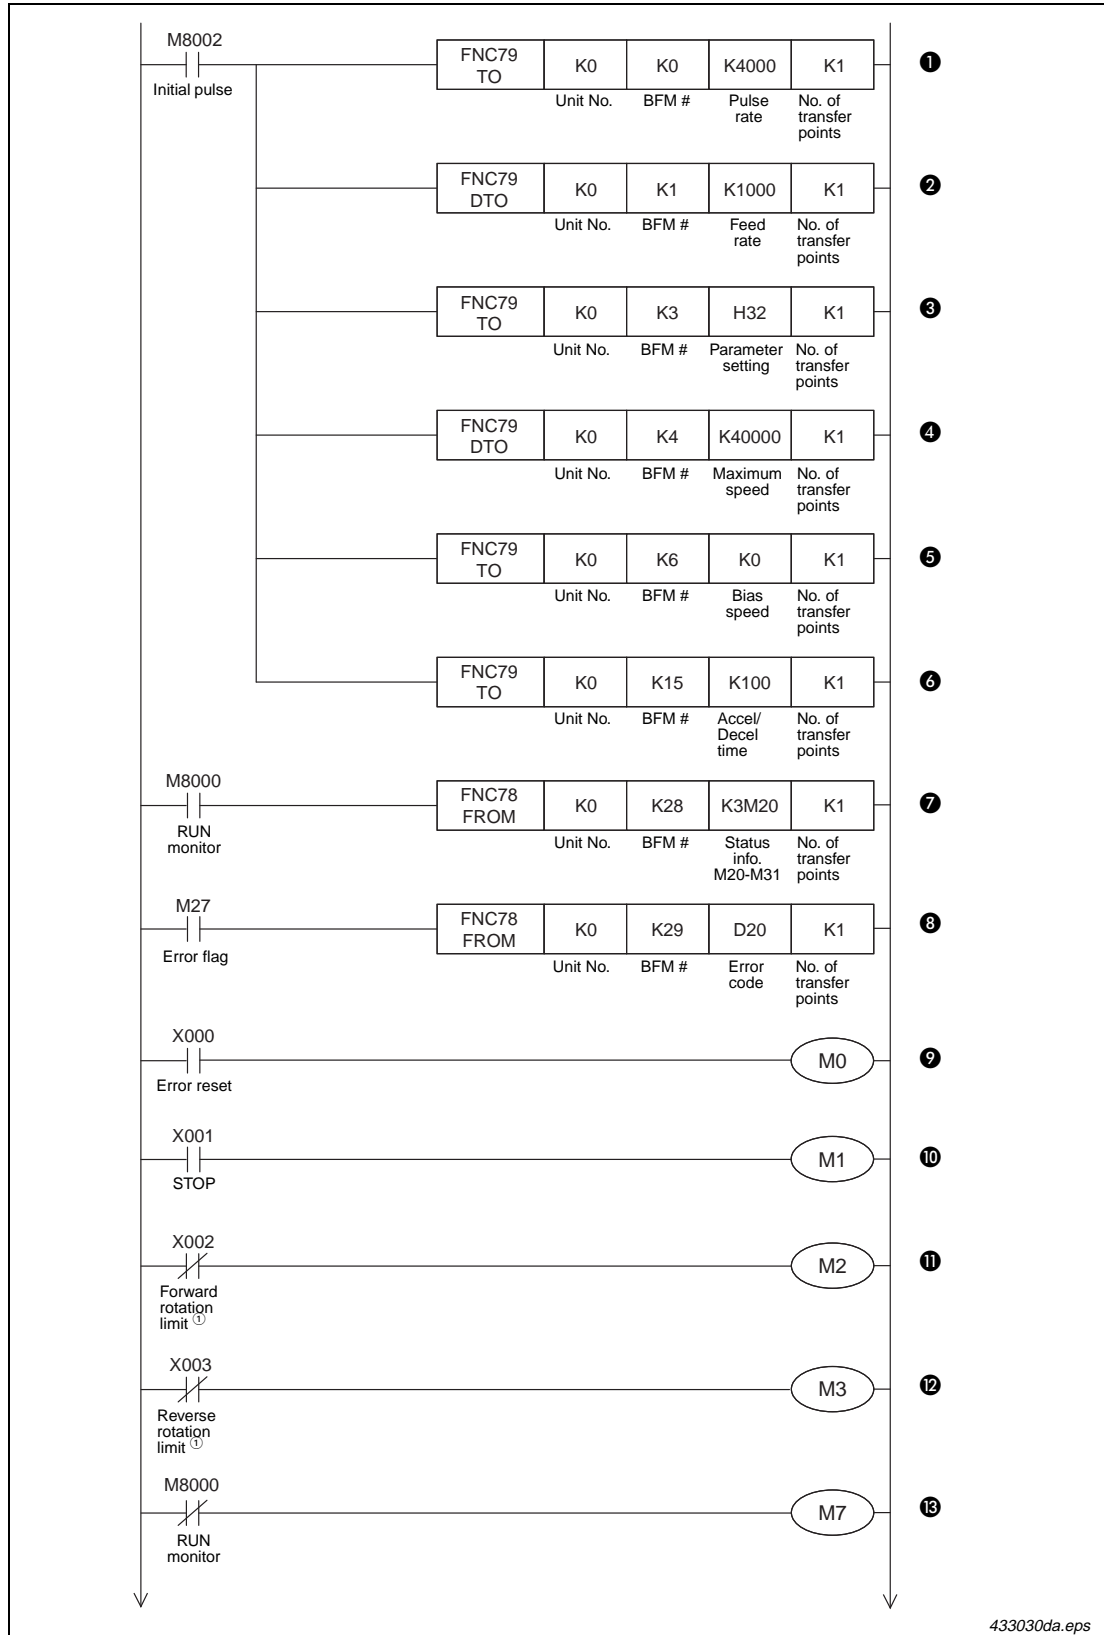 M8002
Initial pulse
FNC79
TO
K0
K0
K4000
K1
❶
Unit No.
BFM #
Pulse
rate
No. of
transfer
points
FNC79
DTO
K0
K1
K1000
K1
❷
Unit No.
BFM #
Feed
rate
No. of
transfer
points
FNC79
TO
K0
K3
H32
K1
❸
Unit No.
BFM #
Parameter
setting
No. of
transfer
points
FNC79
DTO
K0
K4
K40000
K1
❹
Unit No.
BFM #
Maximum
speed
No. of
transfer
points
FNC79
TO
K0
K6
K0
K1
❺
Unit No.
BFM #
Bias
speed
No. of
transfer
points
FNC79
TO
K0
K15
K100
K1
❻
Unit No.
BFM #
Accel/
Decel
time
No. of
transfer
points
M8000
RUN
monitor
FNC78
FROM
K0
K28
K3M20
K1
❼
Unit No.
BFM #
Status
info.
M20-M31
No. of
transfer
points
M27
Error flag
FNC78
FROM
K0
K29
D20
K1
❽
Unit No.
BFM #
Error
code
No. of
transfer
points
X000
Error reset
M0
❾
X001
STOP
M1
❿
X002
Forward
rotation
limit ①
M2
⓫
X003
Reverse
rotation
limit ①
M3
⓬
M8000
RUN
monitor
M7
⓭
433030da.eps